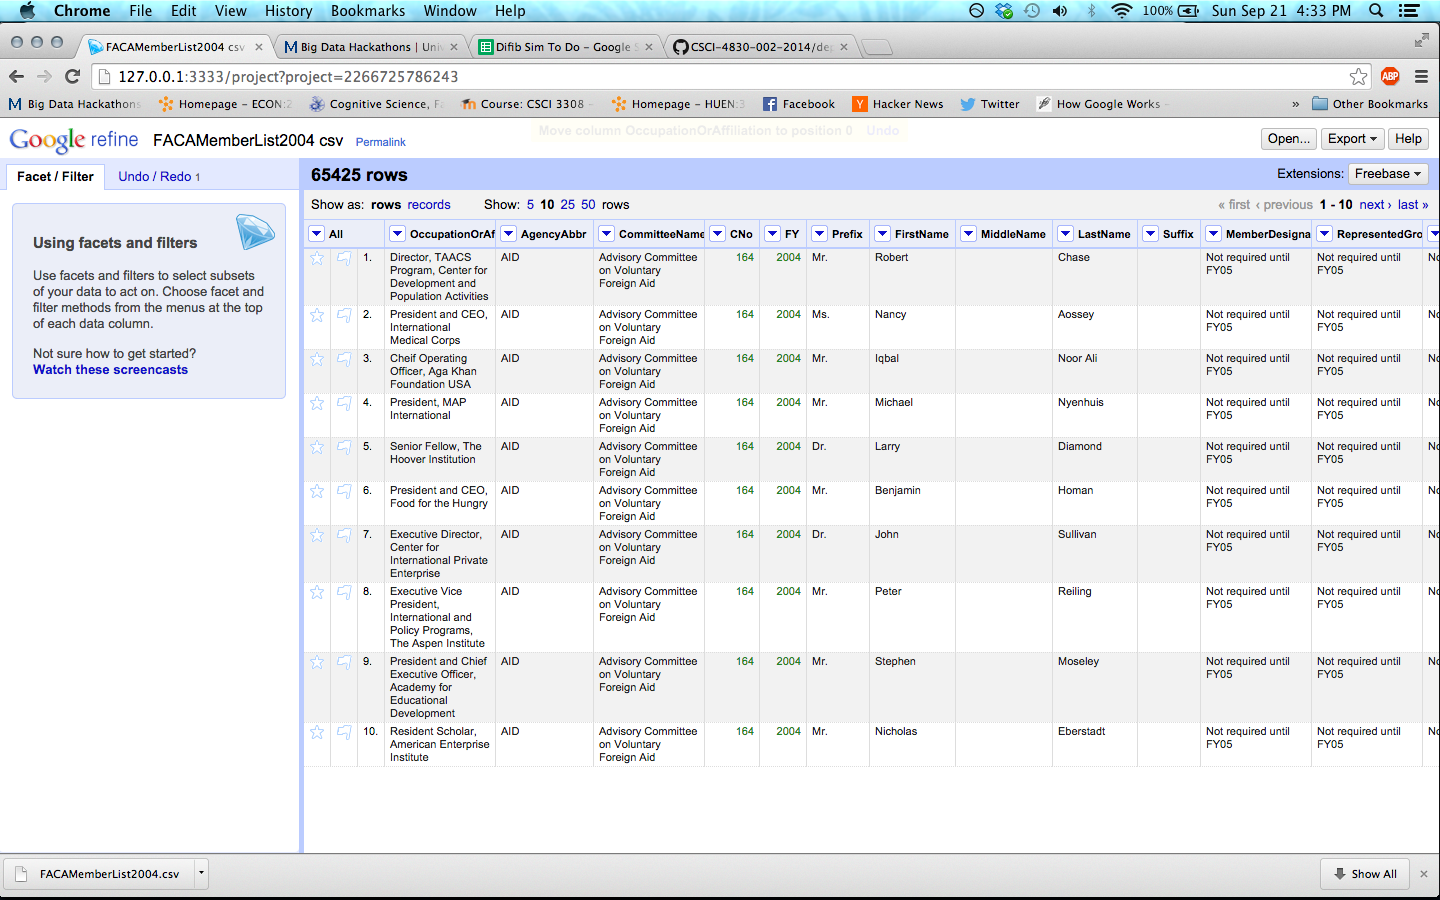 Chrome File Edit View History Bookmarks Window Help 100% Sun Sep 21 4:33 PM
FACAMemberList2004 csv Big Data Hackathons | Univ Difib Sim To Do – Google S CSCI-4830-002-2014/de
127.0.0.1:3333/project?project=2266725786243 ABP
Big Data Hackathons Homepage – ECON:2 Cognitive Science, F Course: CSCI 3308 – Homepage – HUEN:3 Facebook Hacker News Twitter How Google Works – » Other Bookmarks
Google refine FACAMemberList2004 csv Permalink Move column OccupationOrAffiliation to position 0 Undo Open... Export Help
Facet / Filter Undo / Redo 1 65425 rows Extensions: Freebase
Show as: rows records Show: 5 10 25 50 rows « first ‹ previous 1 - 10 next › last »
All OccupationOrAf AgencyAbbr CommitteeName CNo FY Prefix FirstName MiddleName LastName Suffix MemberDesigna RepresentedGro
Using facets and filters
Use facets and filters to select subsets
of your data to act on. Choose facet and
filter methods from the menus at the top
of each data column.
Not sure how to get started?
Watch these screencasts
1. Director, TAACS AID Advisory Committee 164 2004 Mr. Robert Chase Not required until Not required until No
Program, Center for on Voluntary FY05 FY05
Development and Foreign Aid
Population Activities
2. President and CEO, AID Advisory Committee 164 2004 Ms. Nancy Aossey Not required until Not required until No
International on Voluntary FY05 FY05
Medical Corps Foreign Aid
3. Cheif Operating AID Advisory Committee 164 2004 Mr. Iqbal Noor Ali Not required until Not required until No
Officer, Aga Khan on Voluntary FY05 FY05
Foundation USA Foreign Aid
4. President, MAP AID Advisory Committee 164 2004 Mr. Michael Nyenhuis Not required until Not required until No
International on Voluntary FY05 FY05
Foreign Aid
5. Senior Fellow, The AID Advisory Committee 164 2004 Dr. Larry Diamond Not required until Not required until No
Hoover Institution on Voluntary FY05 FY05
Foreign Aid
6. President and CEO, AID Advisory Committee 164 2004 Mr. Benjamin Homan Not required until Not required until No
Food for the Hungry on Voluntary FY05 FY05
Foreign Aid
7. Executive Director, AID Advisory Committee 164 2004 Dr. John Sullivan Not required until Not required until No
Center for on Voluntary FY05 FY05
International Private Foreign Aid
Enterprise
8. Executive Vice AID Advisory Committee 164 2004 Mr. Peter Reiling Not required until Not required until No
President, on Voluntary FY05 FY05
International and Foreign Aid
Policy Programs,
The Aspen Institute
9. President and Chief AID Advisory Committee 164 2004 Mr. Stephen Moseley Not required until Not required until No
Executive Officer, on Voluntary FY05 FY05
Academy for Foreign Aid
Educational
Development
10. Resident Scholar, AID Advisory Committee 164 2004 Mr. Nicholas Eberstadt Not required until Not required until No
American Enterprise on Voluntary FY05 FY05
Institute Foreign Aid
FACAMemberList2004.csv Show All